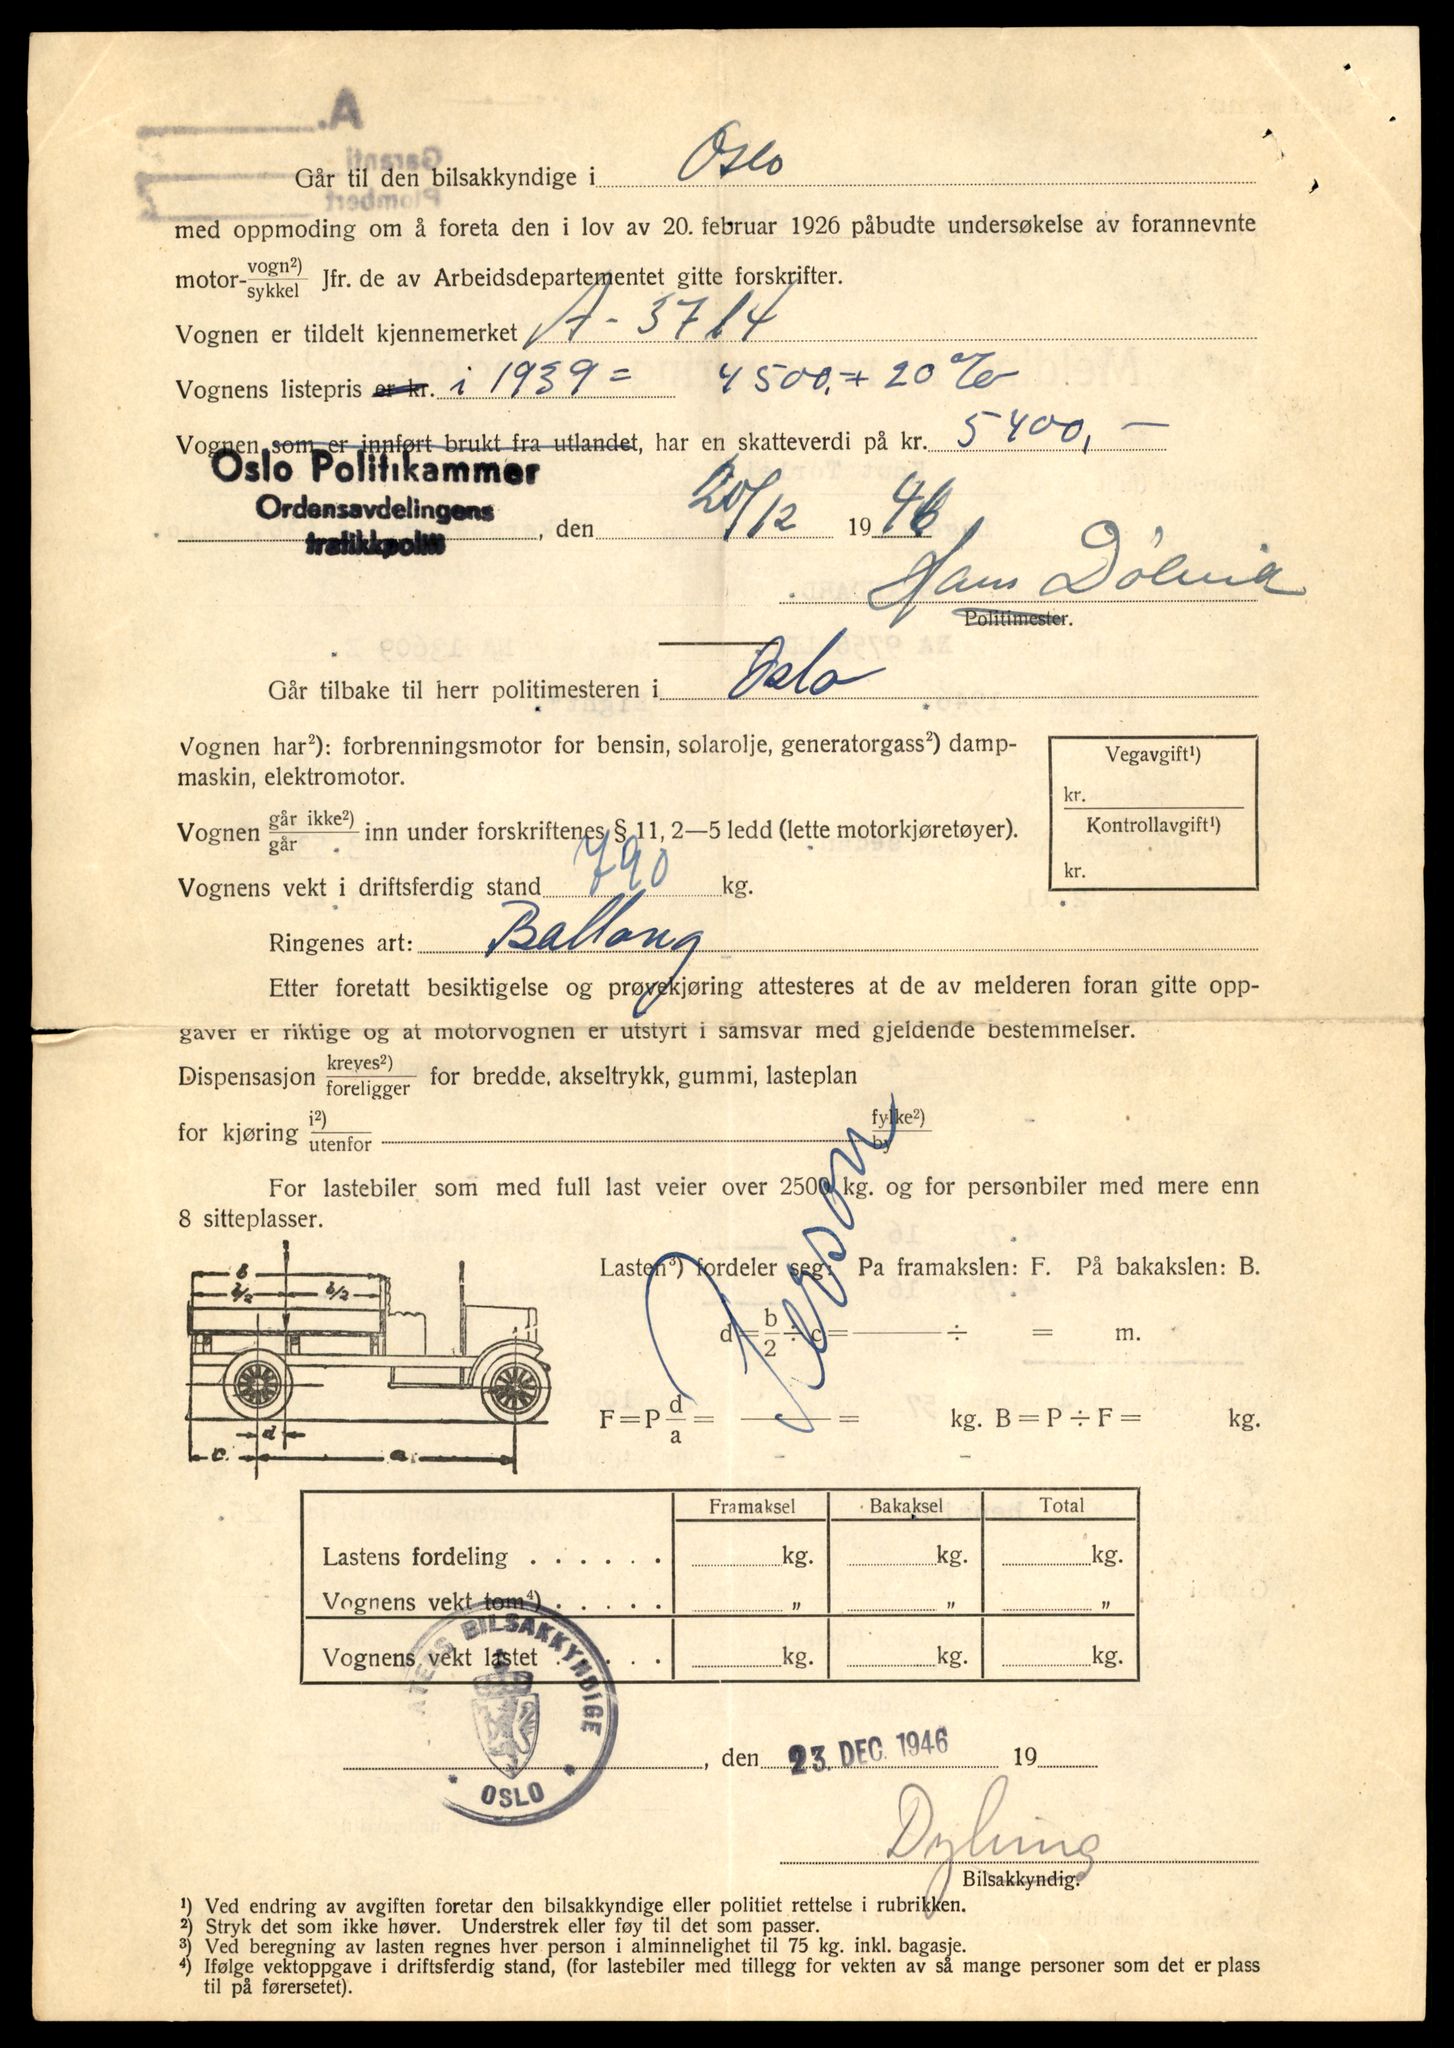 A.
Garanti
Plombert
Går til den bilsakkyndige i Oslo
med oppmoding om å foreta den i lov av 20. februar 1926 påbudte undersøkelse av forannevnte
motor-vogn²)/sykkel Jfr. de av Arbeidsdepartementet gitte forskrifter.
Vognen er tildelt kjennemerket A - 3714
Vognens listepris er kr. i 1939 = 4500,- + 20 %
Vognen som er innført brukt fra utlandet, har en skatteverdi på kr. 5400,-
Oslo Politikammer
Ordensavdelingens
trafikkpoliti
, den 20/12 1946
Hans
Politimester.
Går tilbake til herr politimesteren i Oslo
Vognen har²): forbrenningsmotor for bensin, solarolje, generatorgass²) damp-
maskin, elektromotor.
Vegavgift¹)
kr.
Kontrollavgift¹)
kr.
Vognen går ikke²)/går inn under forskriftenes § 11, 2—5 ledd (lette motorkjøretøyer).
Vognens vekt i driftsferdig stand 790 kg.
Ringenes art: Ballong
Etter foretatt besiktigelse og prøvekjøring attesteres at de av melderen foran gitte opp-
gaver er riktige og at motorvognen er utstyrt i samsvar med gjeldende bestemmelser.
Dispensasjon kreves²)/foreligger for bredde, akseltrykk, gummi, lasteplan
for kjøring i²)/utenfor fylke²)/by
Person
For lastebiler som med full last veier over 2500 kg. og for personbiler med mere enn
8 sitteplasser.
b
b/2 b/2
d
c. a.
Lasten³) fordeler seg: Pa framakslen: F. På bakakslen: B.
d = b/2 ÷ c = ÷ = m.
F = P d/a = = kg. B = P ÷ F = kg.
Framaksel Bakaksel Total
Lastens fordeling . . . . . . kg. kg. kg.
Vognens vekt tom⁴) . . . . . „ „ „
Vognens vekt lastet . . . . . kg. kg. kg.
ATENS BILSAKKYNDIGE
* OSLO *
, den 23. DEC. 1946 19
Dyhing
Bilsakkyndig.
¹) Ved endring av avgiften foretar den bilsakkyndige eller politiet rettelse i rubrikken.
²) Stryk det som ikke høver. Understrek eller føy til det som passer.
³) Ved beregning av lasten regnes hver person i alminnelighet til 75 kg. inkl. bagasje.
⁴) Ifølge vektoppgave i driftsferdig stand, (for lastebiler med tillegg for vekten av så mange personer som det er plass
til på førersetet).